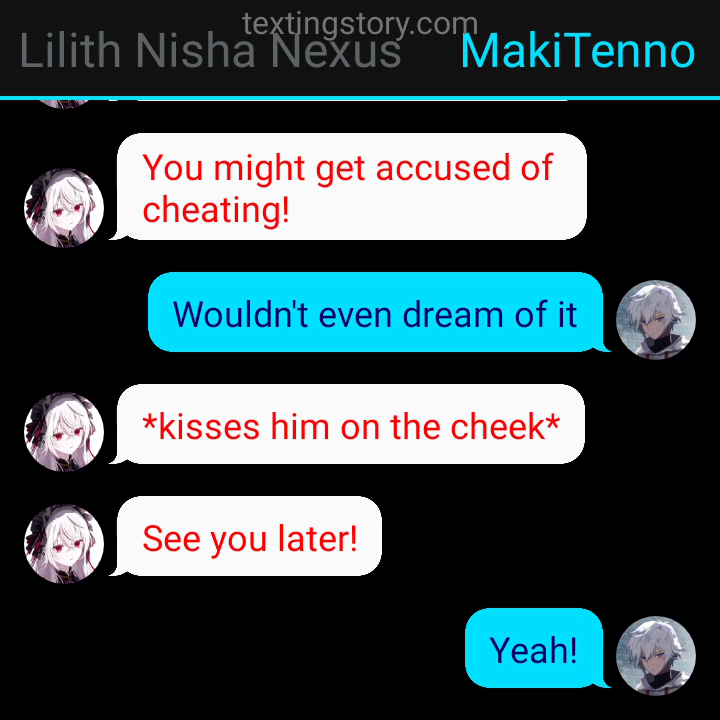 textingstory.com
Lilith Nisha Nexus
MakiTenno
You might get accused of
cheating!
Wouldn't even dream of it
*kisses him on the cheek*
See you later!
Yeah!